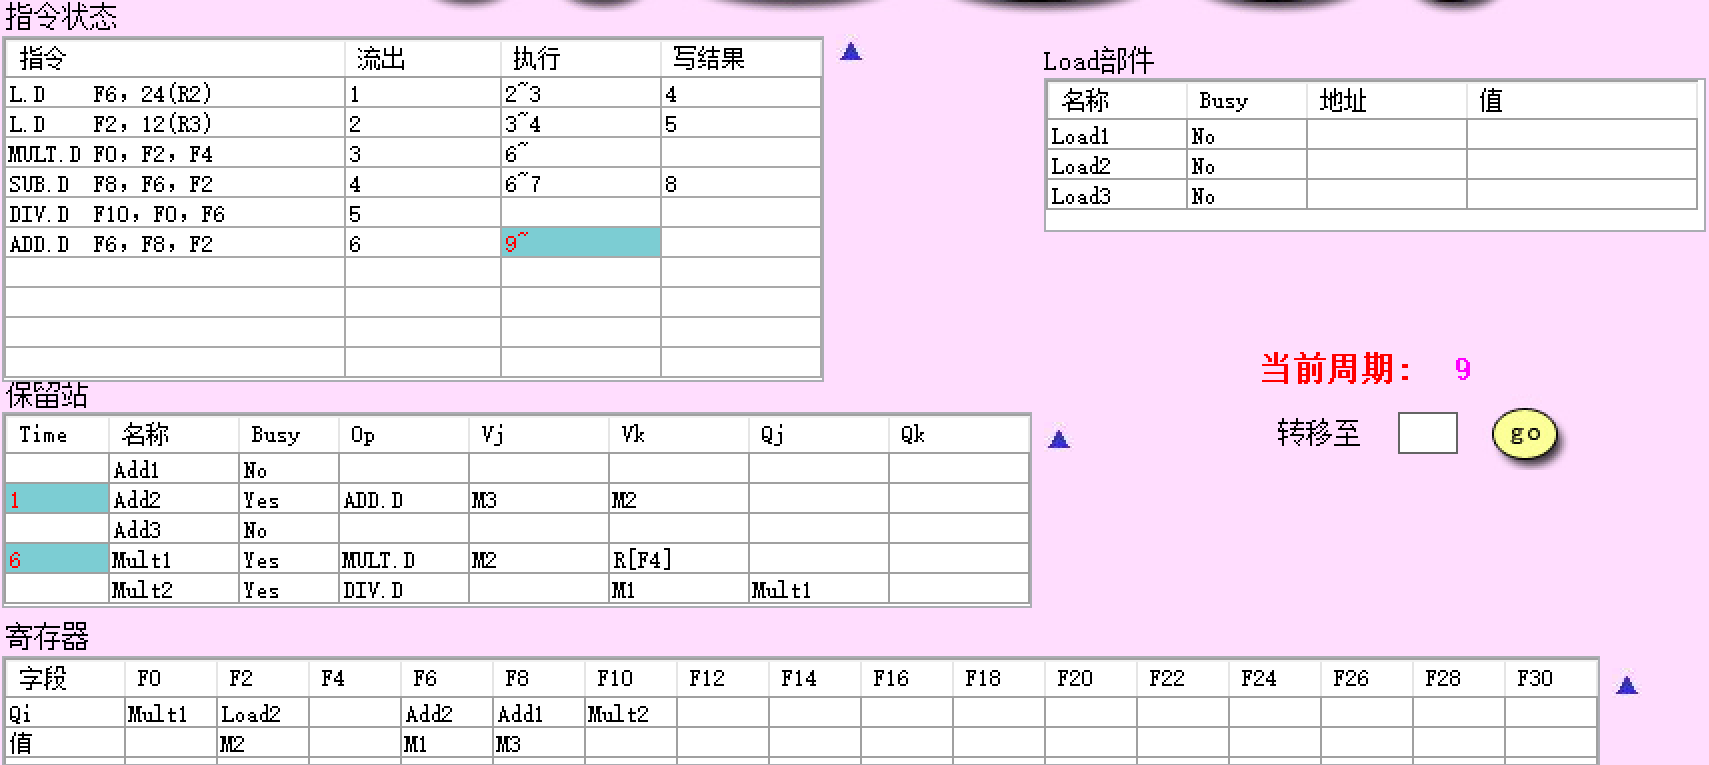 指令状态
指令 流出 执行 写结果
L.D F6，24(R2) 1 2~3 4
L.D F2，12(R3) 2 3~4 5
MULT.D F0，F2，F4 3 6~
SUB.D F8，F6，F2 4 6~7 8
DIV.D F10，F0，F6 5
ADD.D F6，F8，F2 6 9~
Load部件
名称 Busy 地址 值
Load1 No
Load2 No
Load3 No
当前周期： 9
转移至 go
保留站
Time 名称 Busy Op Vj Vk Qj Qk
Add1 No
1 Add2 Yes ADD.D M3 M2
Add3 No
6 Mult1 Yes MULT.D M2 R[F4]
Mult2 Yes DIV.D M1 Mult1
寄存器
字段 F0 F2 F4 F6 F8 F10 F12 F14 F16 F18 F20 F22 F24 F26 F28 F30
Qi Mult1 Load2 Add2 Add1 Mult2
值 M2 M1 M3